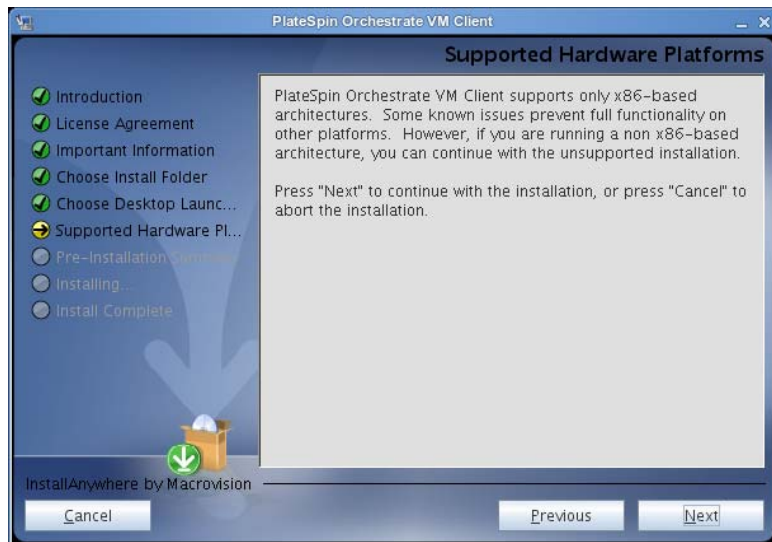 PlateSpin Orchestrate VM Client
Supported Hardware Platforms
Introduction
License Agreement
Important Information
Choose Install Folder
Choose Desktop Launc...
Supported Hardware Pl...
Pre-Installation Summary
Installing...
Install Complete
PlateSpin Orchestrate VM Client supports only x86-based
architectures. Some known issues prevent full functionality on
other platforms. However, if you are running a non x86-based
architecture, you can continue with the unsupported installation.
Press "Next" to continue with the installation, or press "Cancel" to
abort the installation.
InstallAnywhere by Macrovision
Cancel
Previous
Next